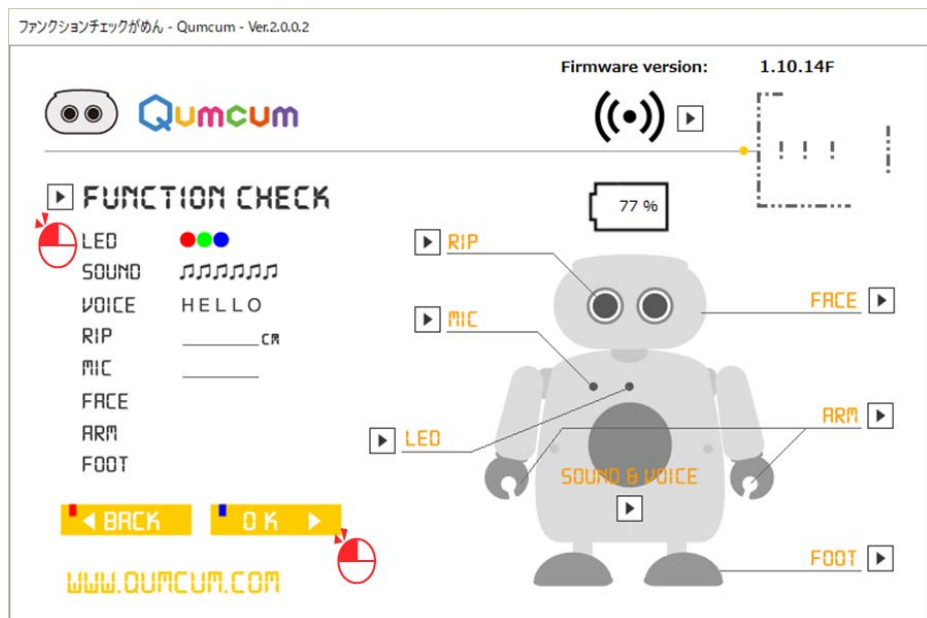 ファンクションチェックがめん - Qumcum - Ver.2.0.0.2
Firmware version: 1.10.14F
Qumcum
77 %
FUNCTION CHECK
LED
SOUND ♫♫♫♫♫♫
VOICE HELLO
RIP ________CM
MIC ________
FACE
ARM
FOOT
BACK
OK
WWW.QUMCUM.COM
RIP
MIC
LED
FACE
ARM
SOUND & VOICE
FOOT